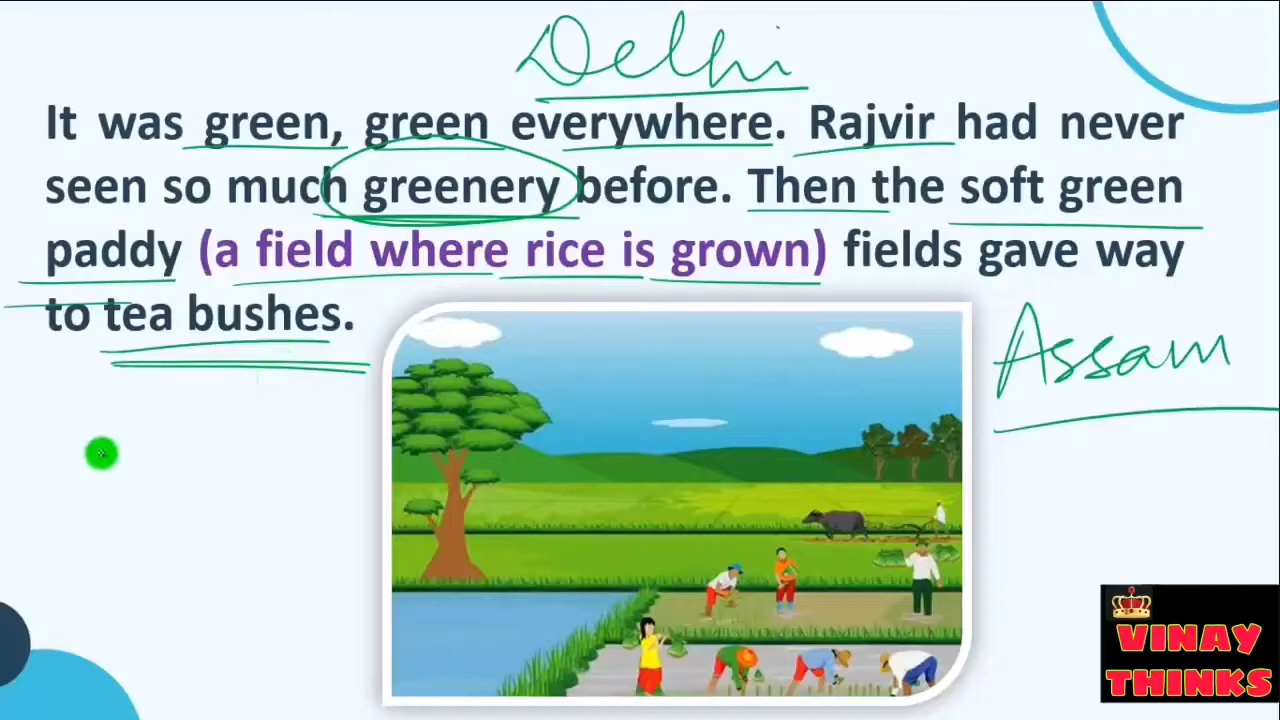 Delhi
It was green, green everywhere. Rajvir had never
seen so much greenery before. Then the soft green
paddy (a field where rice is grown) fields gave way
to tea bushes.
Assam
VINAY
THINKS